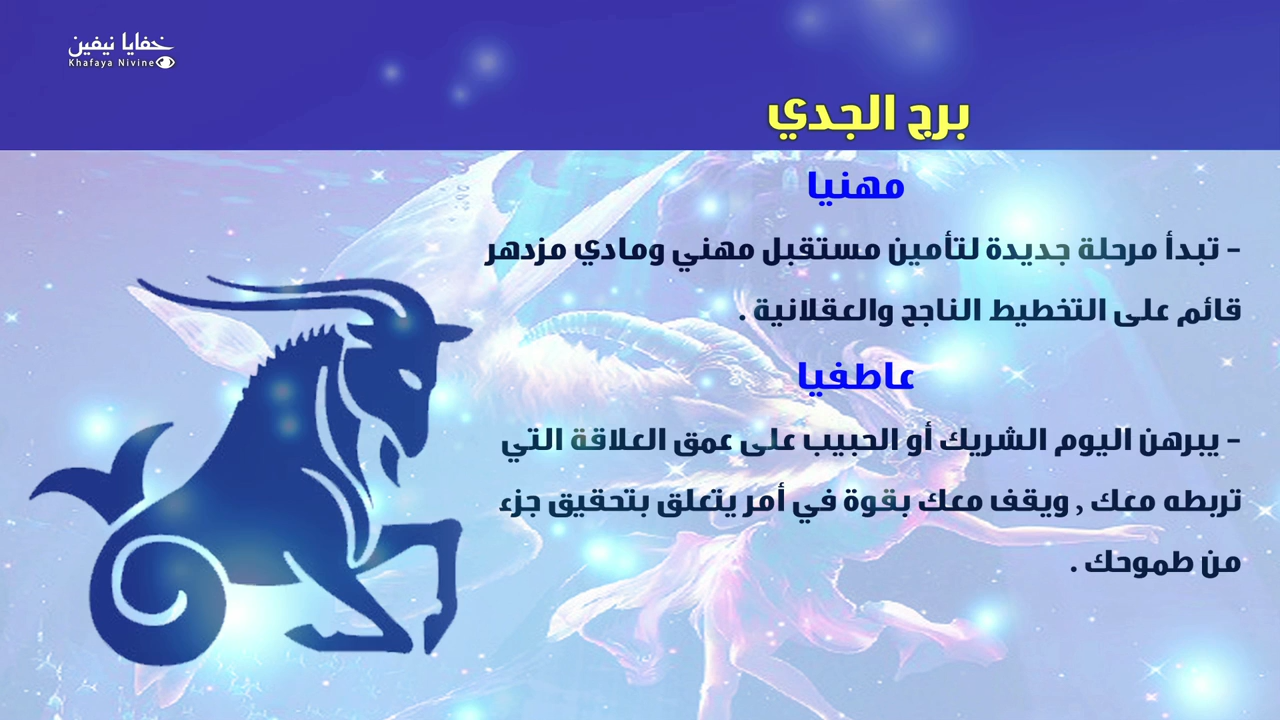 خفايا نيفين
Khafaya Nivine
برج الجدي
مهنيا
- تبدأ مرحلة جديدة لتأمين مستقبل مهني ومادي مزدهر
قائم على التخطيط الناجح والعقلانية .
عاطفيا
- يبرهن اليوم الشريك أو الحبيب على عمق العلاقة التي
تربطه معك , ويقف معك بقوة في أمر يتعلق بتحقيق جزء
من طموحك .